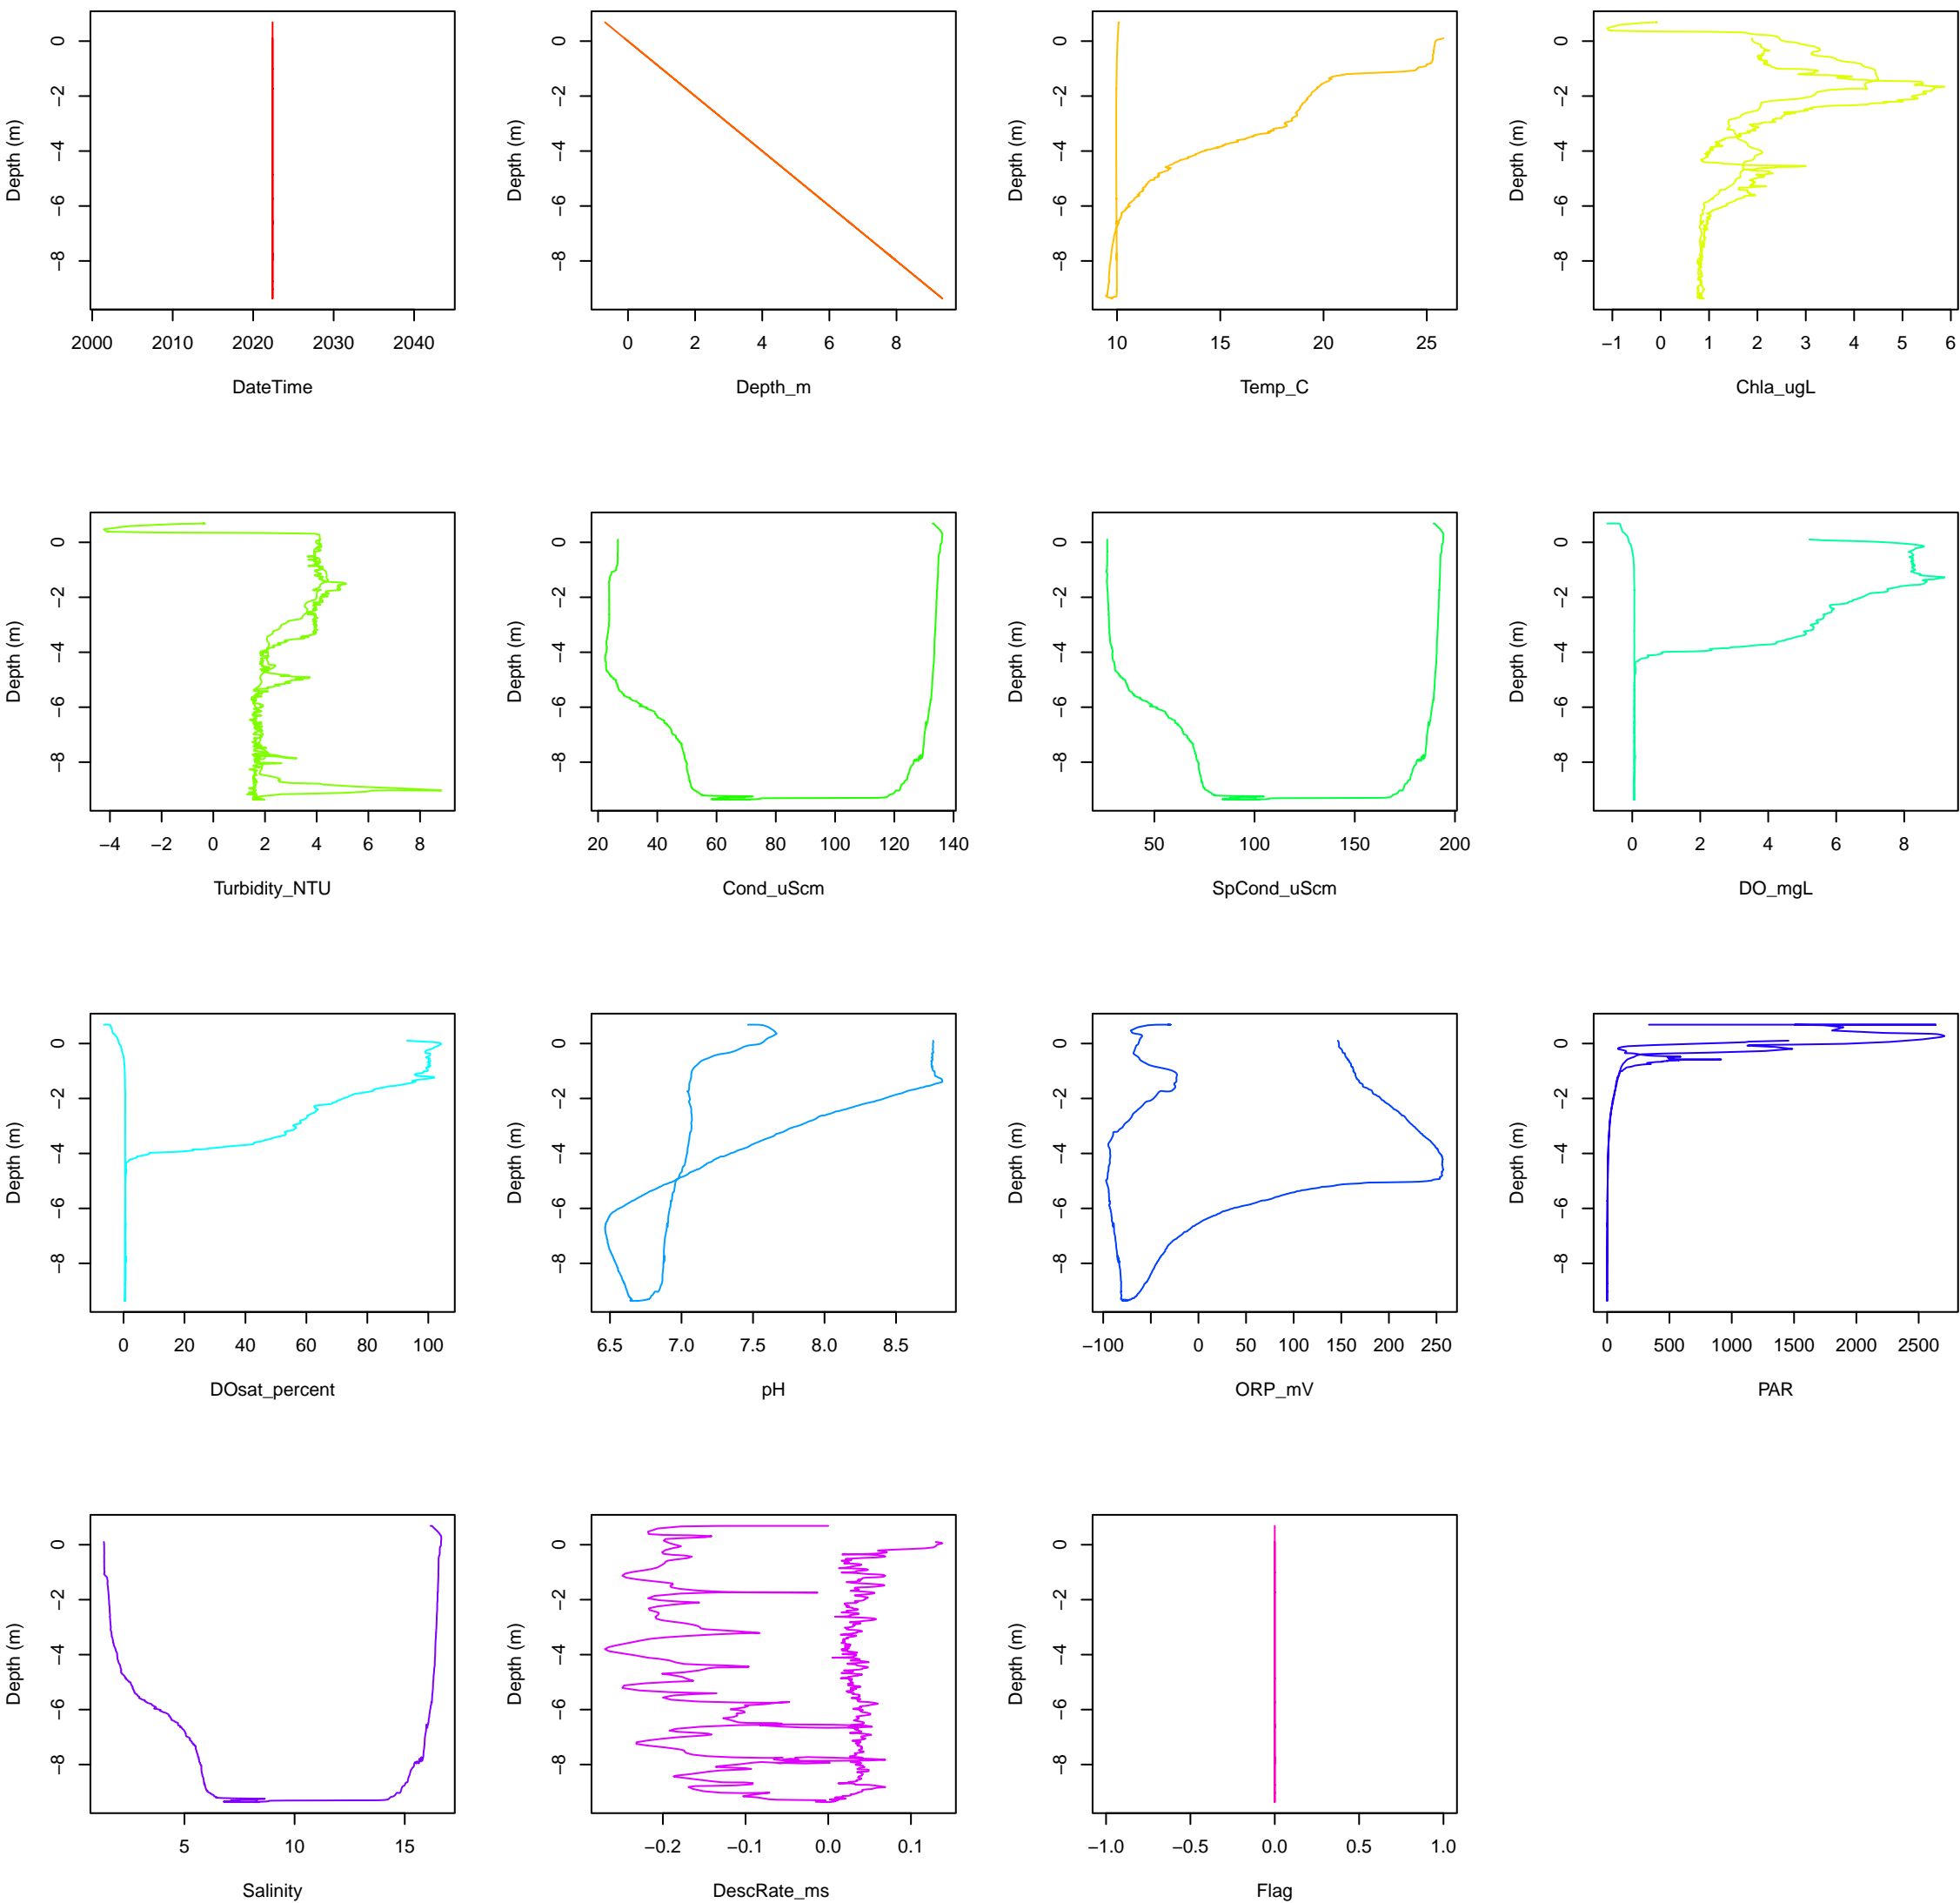 Depth (m)
0 −2 −4 −6 −8
2000 2010 2020 2030 2040
DateTime
Depth (m)
0 −2 −4 −6 −8
0 2 4 6 8
Depth_m
Depth (m)
0 −2 −4 −6 −8
10 15 20 25
Temp_C
Depth (m)
0 −2 −4 −6 −8
−1 0 1 2 3 4 5 6
Chla_ugL
Depth (m)
0 −2 −4 −6 −8
−4 −2 0 2 4 6 8
Turbidity_NTU
Depth (m)
0 −2 −4 −6 −8
20 40 60 80 100 120 140
Cond_uScm
Depth (m)
0 −2 −4 −6 −8
50 100 150 200
SpCond_uScm
Depth (m)
0 −2 −4 −6 −8
0 2 4 6 8
DO_mgL
Depth (m)
0 −2 −4 −6 −8
0 20 40 60 80 100
DOsat_percent
Depth (m)
0 −2 −4 −6 −8
6.5 7.0 7.5 8.0 8.5
pH
Depth (m)
0 −2 −4 −6 −8
−100 0 50 100 150 200 250
ORP_mV
Depth (m)
0 −2 −4 −6 −8
0 500 1000 1500 2000 2500
PAR
Depth (m)
0 −2 −4 −6 −8
5 10 15
Salinity
Depth (m)
0 −2 −4 −6 −8
−0.2 −0.1 0.0 0.1
DescRate_ms
Depth (m)
0 −2 −4 −6 −8
−1.0 −0.5 0.0 0.5 1.0
Flag